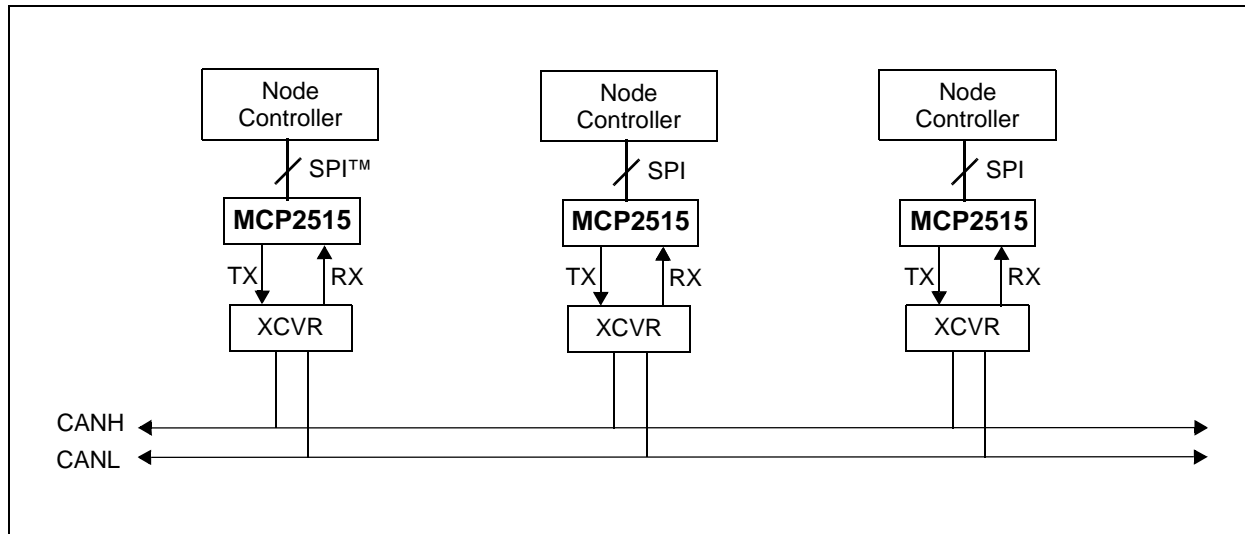 Node Controller
Node Controller
Node Controller
SPI™
SPI
SPI
MCP2515
MCP2515
MCP2515
TX RX
TX RX
TX RX
XCVR
XCVR
XCVR
CANH
CANL